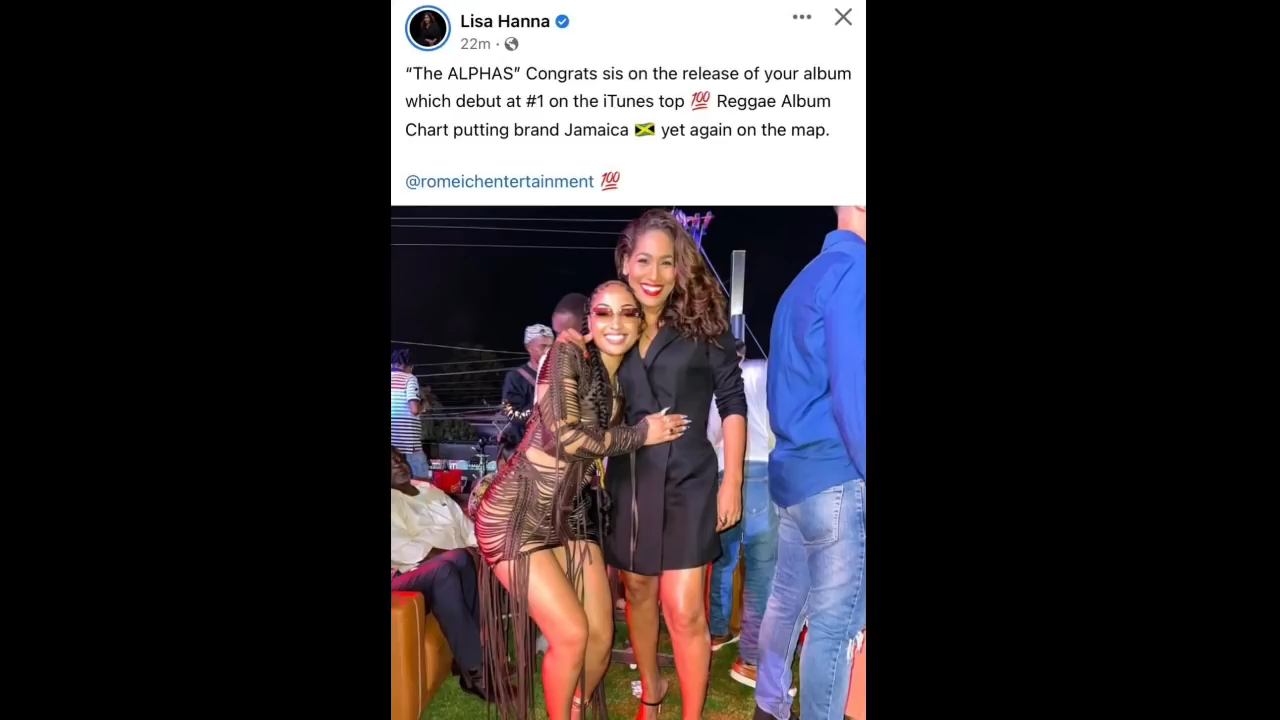 Lisa Hanna
22m ·
“The ALPHAS” Congrats sis on the release of your album
which debut at #1 on the iTunes top 💯 Reggae Album
Chart putting brand Jamaica 🇯🇲 yet again on the map.
@romeichentertainment 💯